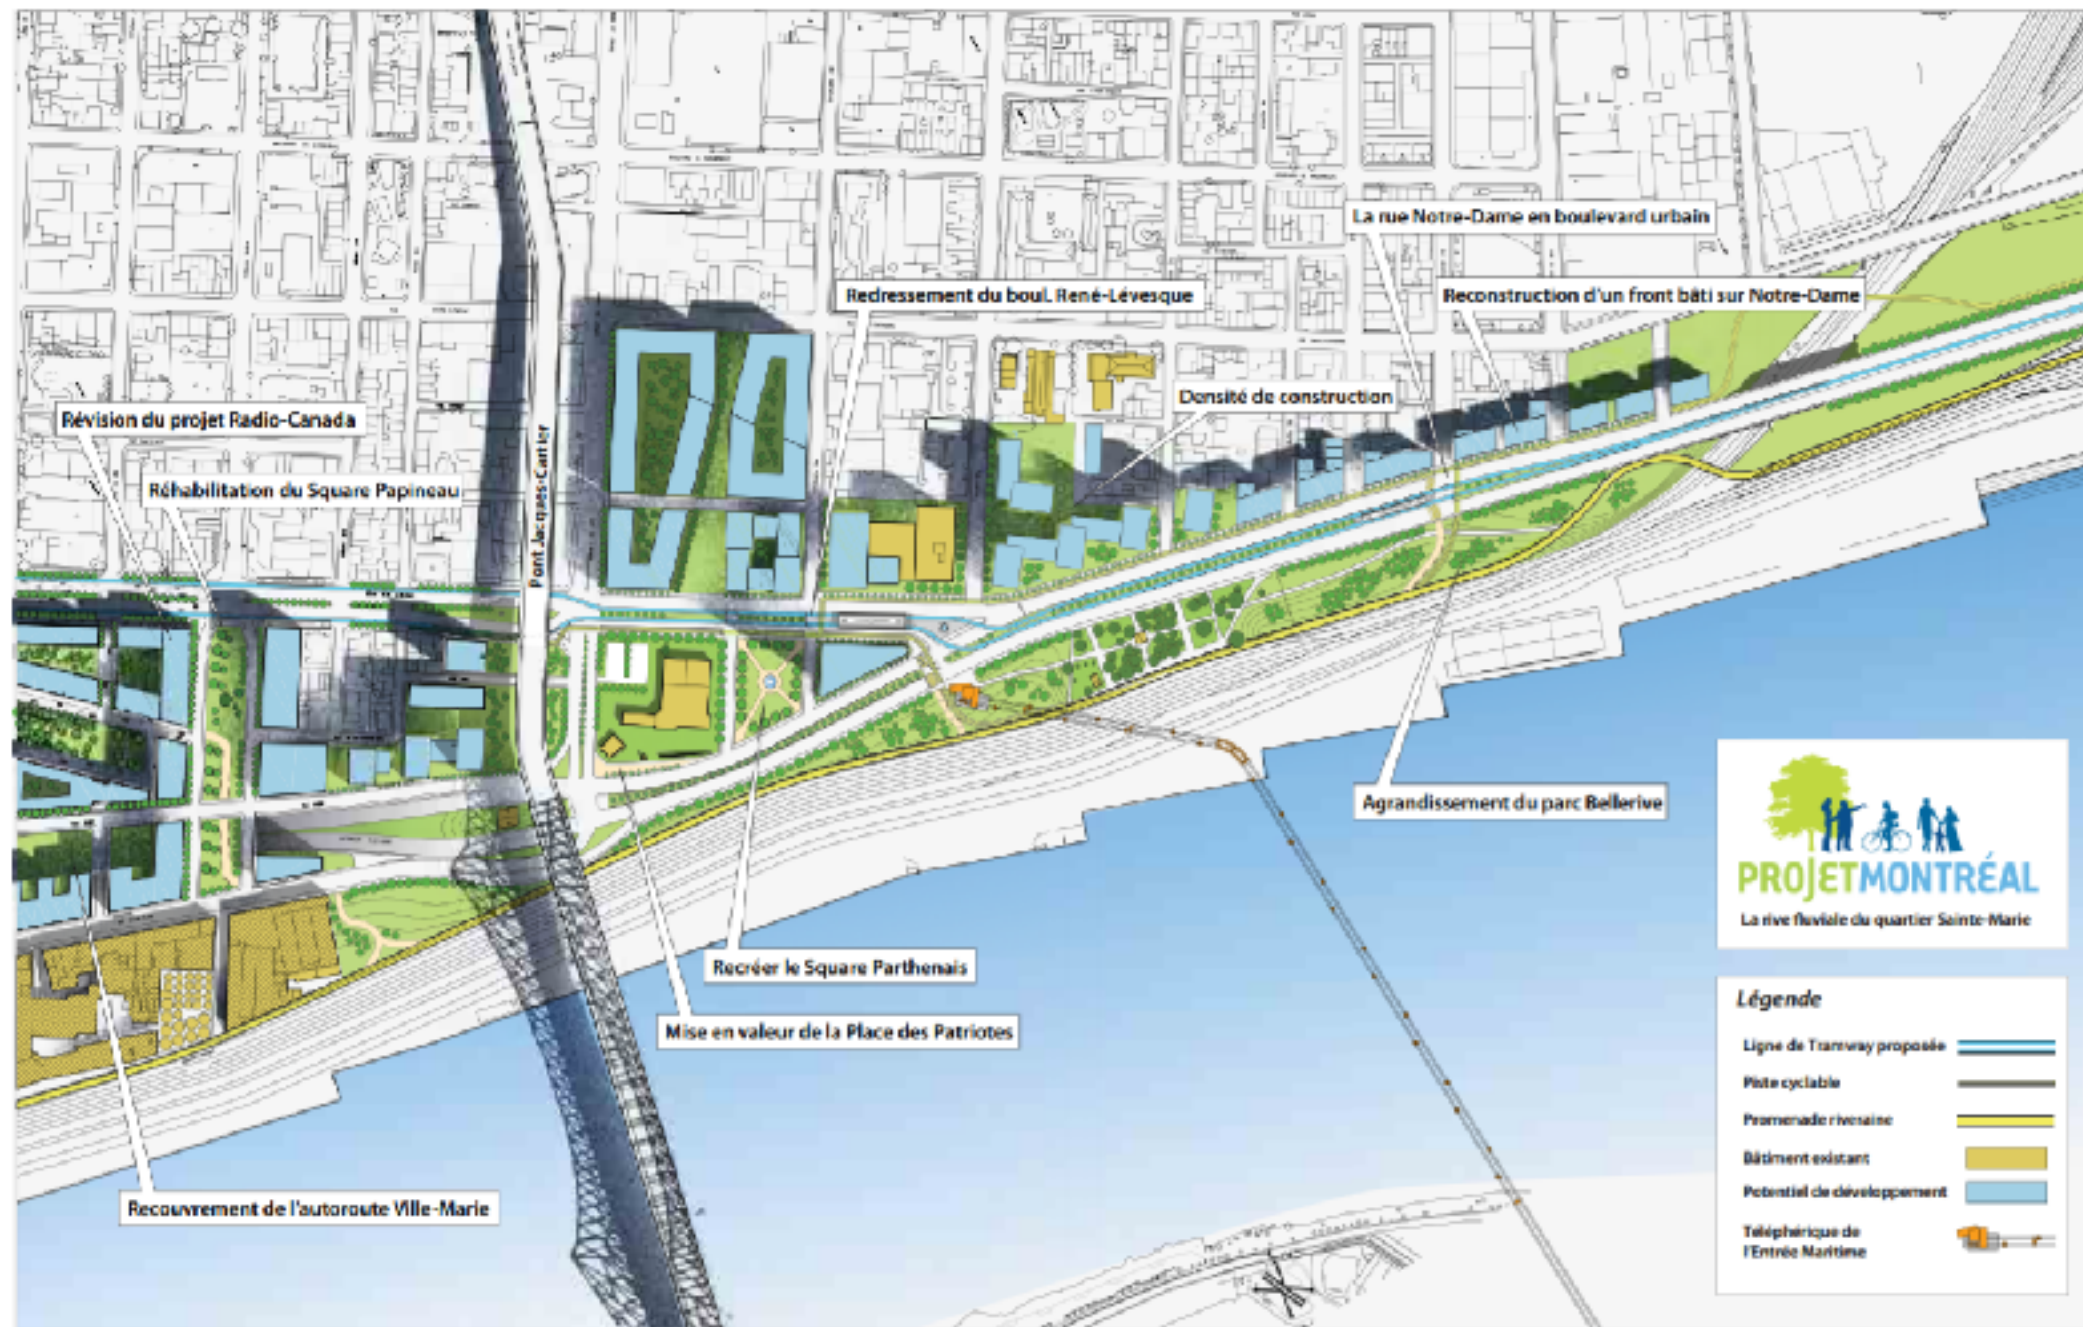 La rue Notre-Dame en boulevard urbain
Redressement du boul. René-Lévesque
Reconstruction d'un front bâti sur Notre-Dame
Densité de construction
Révision du projet Radio-Canada
Réhabilitation du Square Papineau
Pont Jacques-Cartier
Agrandissement du parc Bellerive
Recréer le Square Parthenais
Mise en valeur de la Place des Patriotes
Recouvrement de l'autoroute Ville-Marie
PROJETMONTRÉAL
La rive fluviale du quartier Sainte-Marie
Légende
Ligne de Tramway proposée
Piste cyclable
Promenade riveraine
Bâtiment existant
Potentiel de développement
Téléphérique de
l'Entrée Maritime